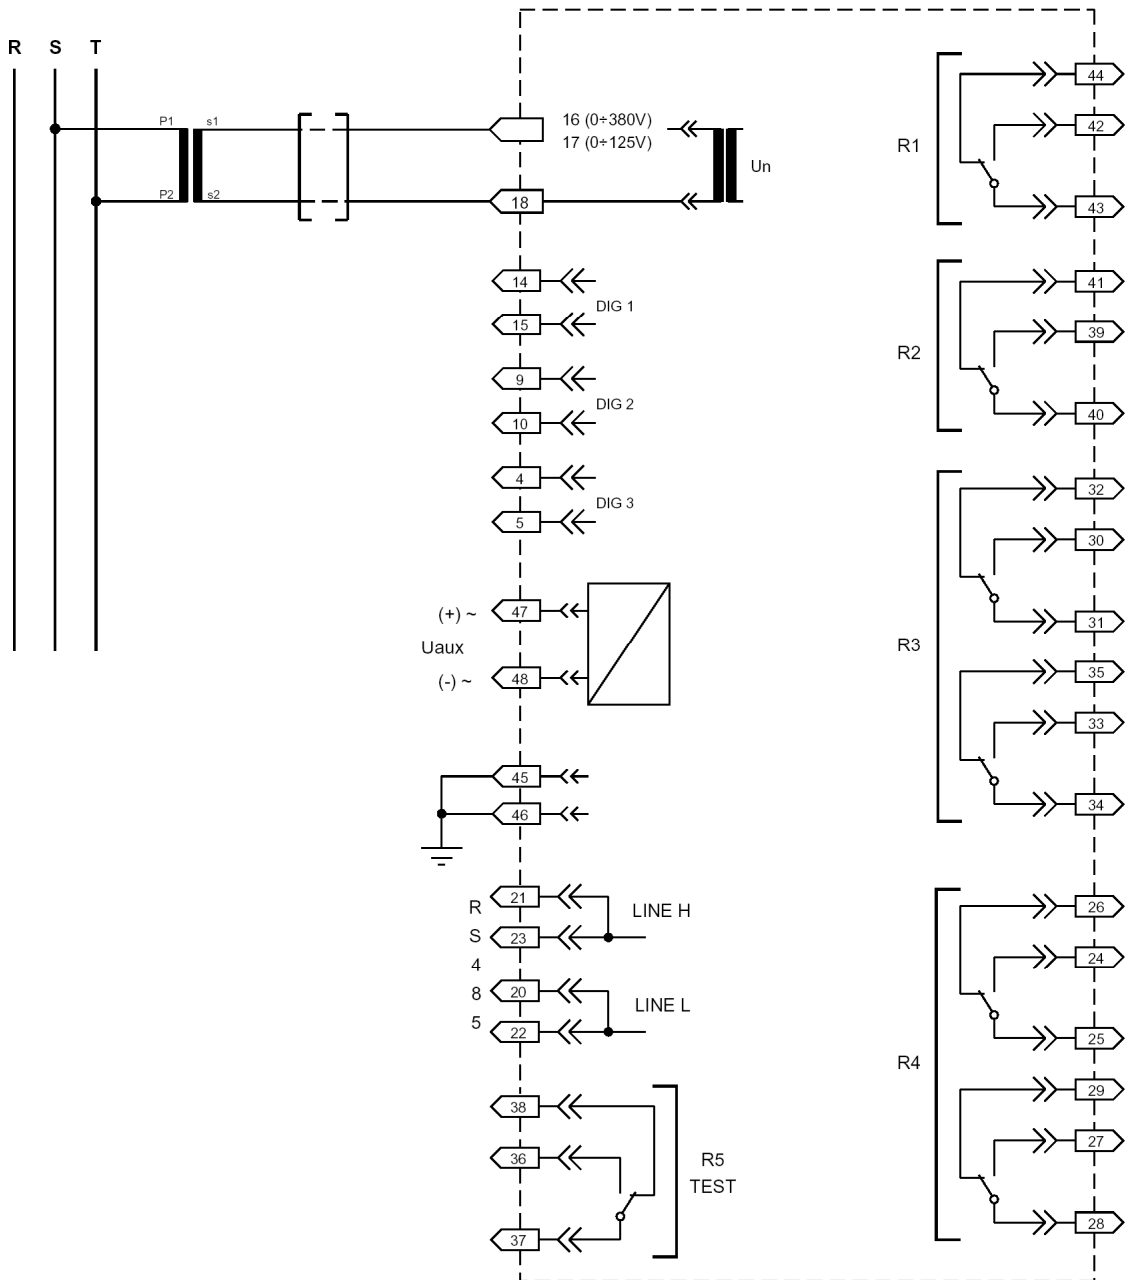 R S T
P1 s1
P2 s2
16 (0÷380V)
17 (0÷125V)
Un
18
14
DIG 1
15
9
DIG 2
10
4
DIG 3
5
(+) ~ 47
Uaux
(-) ~ 48
45
46
R
S
4
8
5
21
LINE H
23
20
LINE L
22
38
36
R5
TEST
37
44
42
R1
43
41
39
R2
40
32
30
31
R3
35
33
34
26
24
25
R4
29
27
28